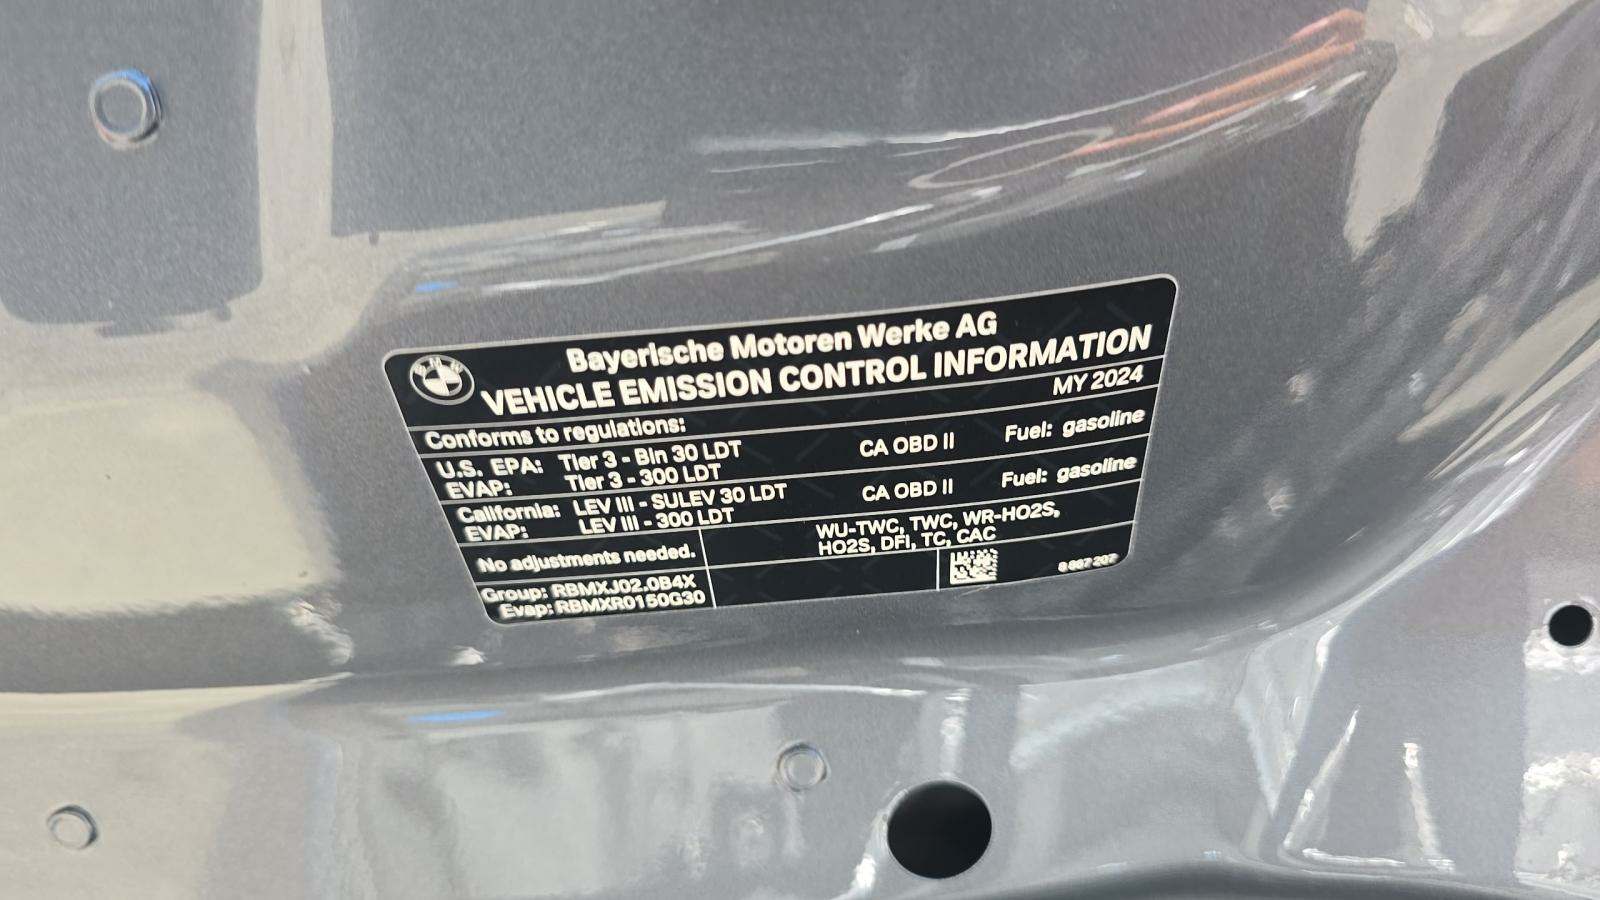 BMW
Bayerische Motoren Werke AG
VEHICLE EMISSION CONTROL INFORMATION
MY 2024
Conforms to regulations:
U.S. EPA: Tier 3 - Bin 30 LDT CA OBD II Fuel: gasoline
EVAP: Tier 3 - 300 LDT
California: LEV III - SULEV 30 LDT CA OBD II Fuel: gasoline
EVAP: LEV III - 300 LDT
No adjustments needed.
WU-TWC, TWC, WR-HO2S,
HO2S, DFI, TC, CAC
Group: RBMXJ02.0B4X
Evap: RBMXR0150G30